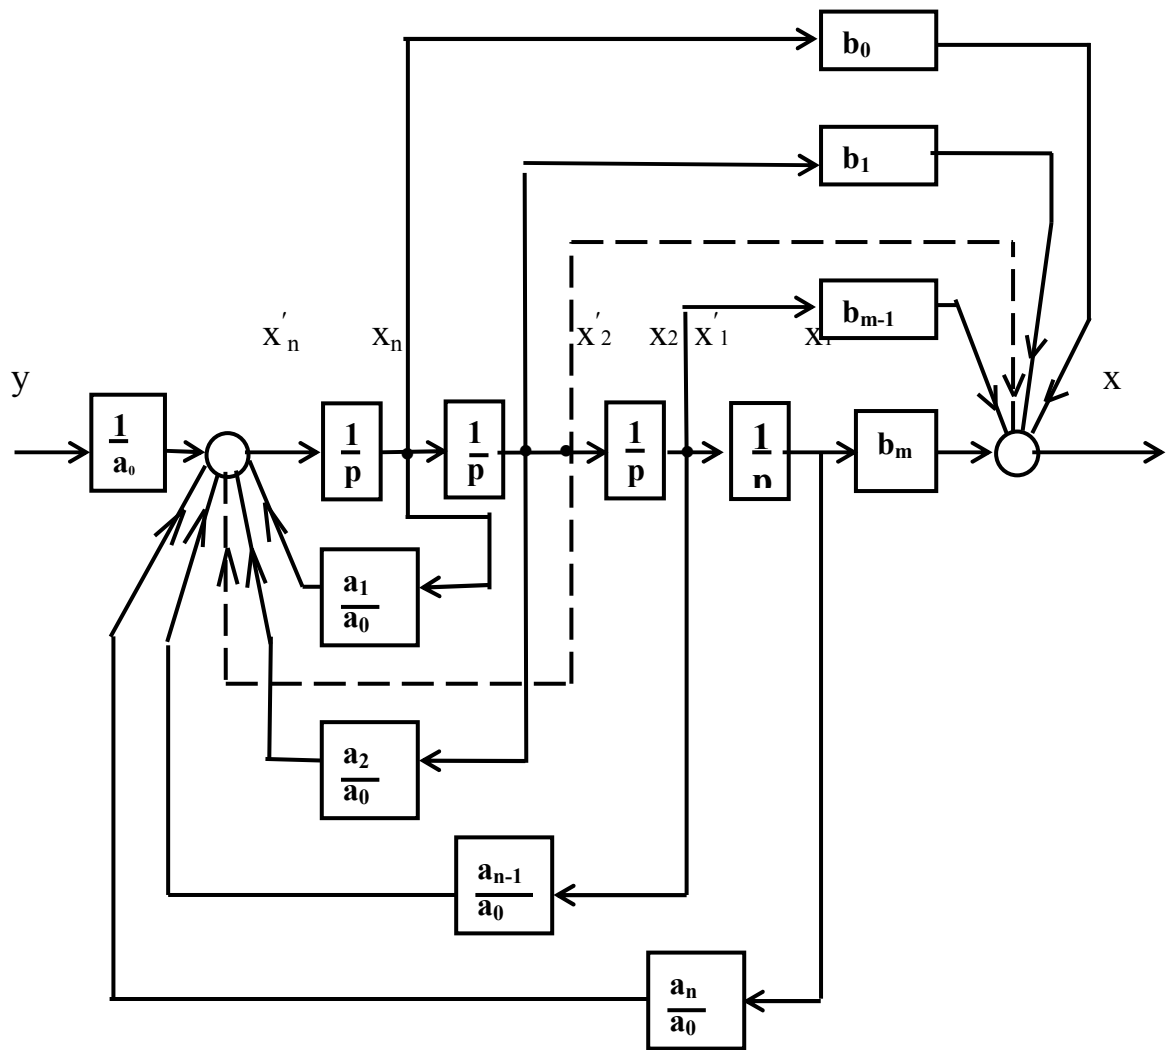 b₀
b₁
bₘ₋₁
x′ₙ xₙ x′₂ x₂ x′₁ x₁
y x
1/a₀ 1/p 1/p 1/p 1/p bₘ
a₁/a₀
a₂/a₀
aₙ₋₁/a₀
aₙ/a₀